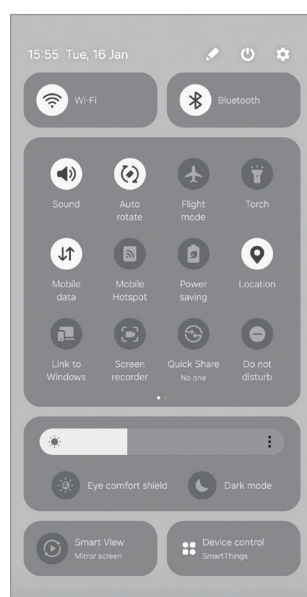 15:55 Tue, 16 Jan
Wi-Fi
Bluetooth
Sound
Auto
rotate
Flight
mode
Torch
Mobile
data
Mobile
Hotspot
Power
saving
Location
Link to
Windows
Screen
recorder
Quick Share
No one
Do not
disturb
Eye comfort shield
Dark mode
Smart View
Mirror screen
Device control
SmartThings